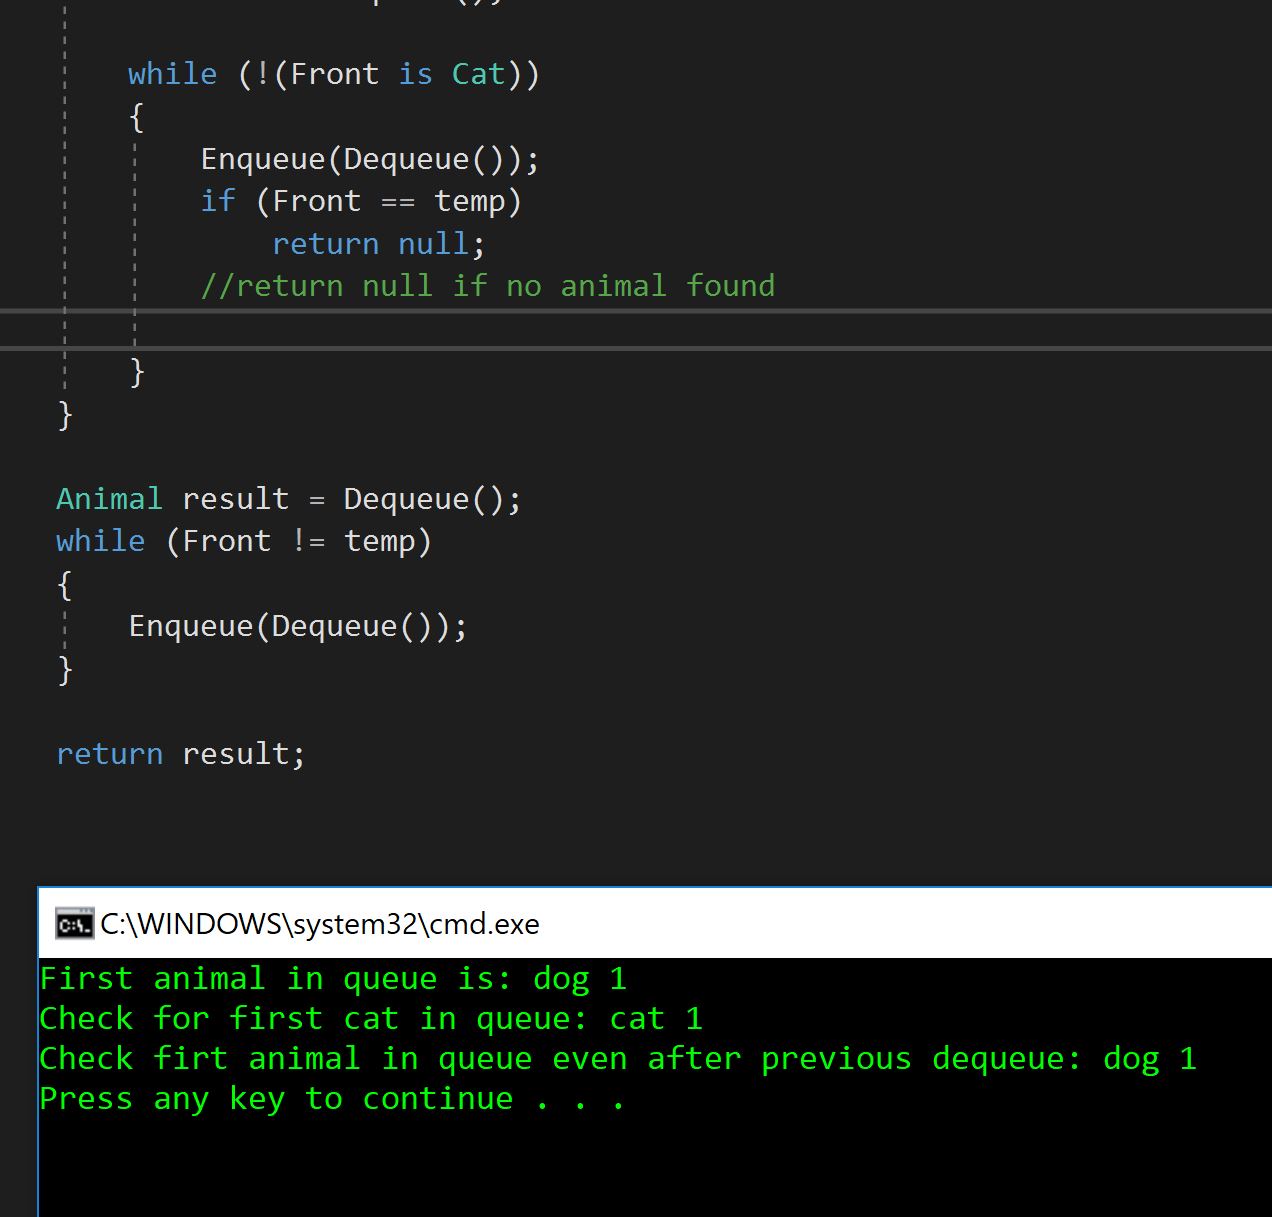 while (!(Front is Cat))
{
Enqueue(Dequeue());
if (Front == temp)
return null;
//return null if no animal found
}
}
Animal result = Dequeue();
while (Front != temp)
{
Enqueue(Dequeue());
}
return result;
C:\WINDOWS\system32\cmd.exe
First animal in queue is: dog 1
Check for first cat in queue: cat 1
Check firt animal in queue even after previous dequeue: dog 1
Press any key to continue . . .